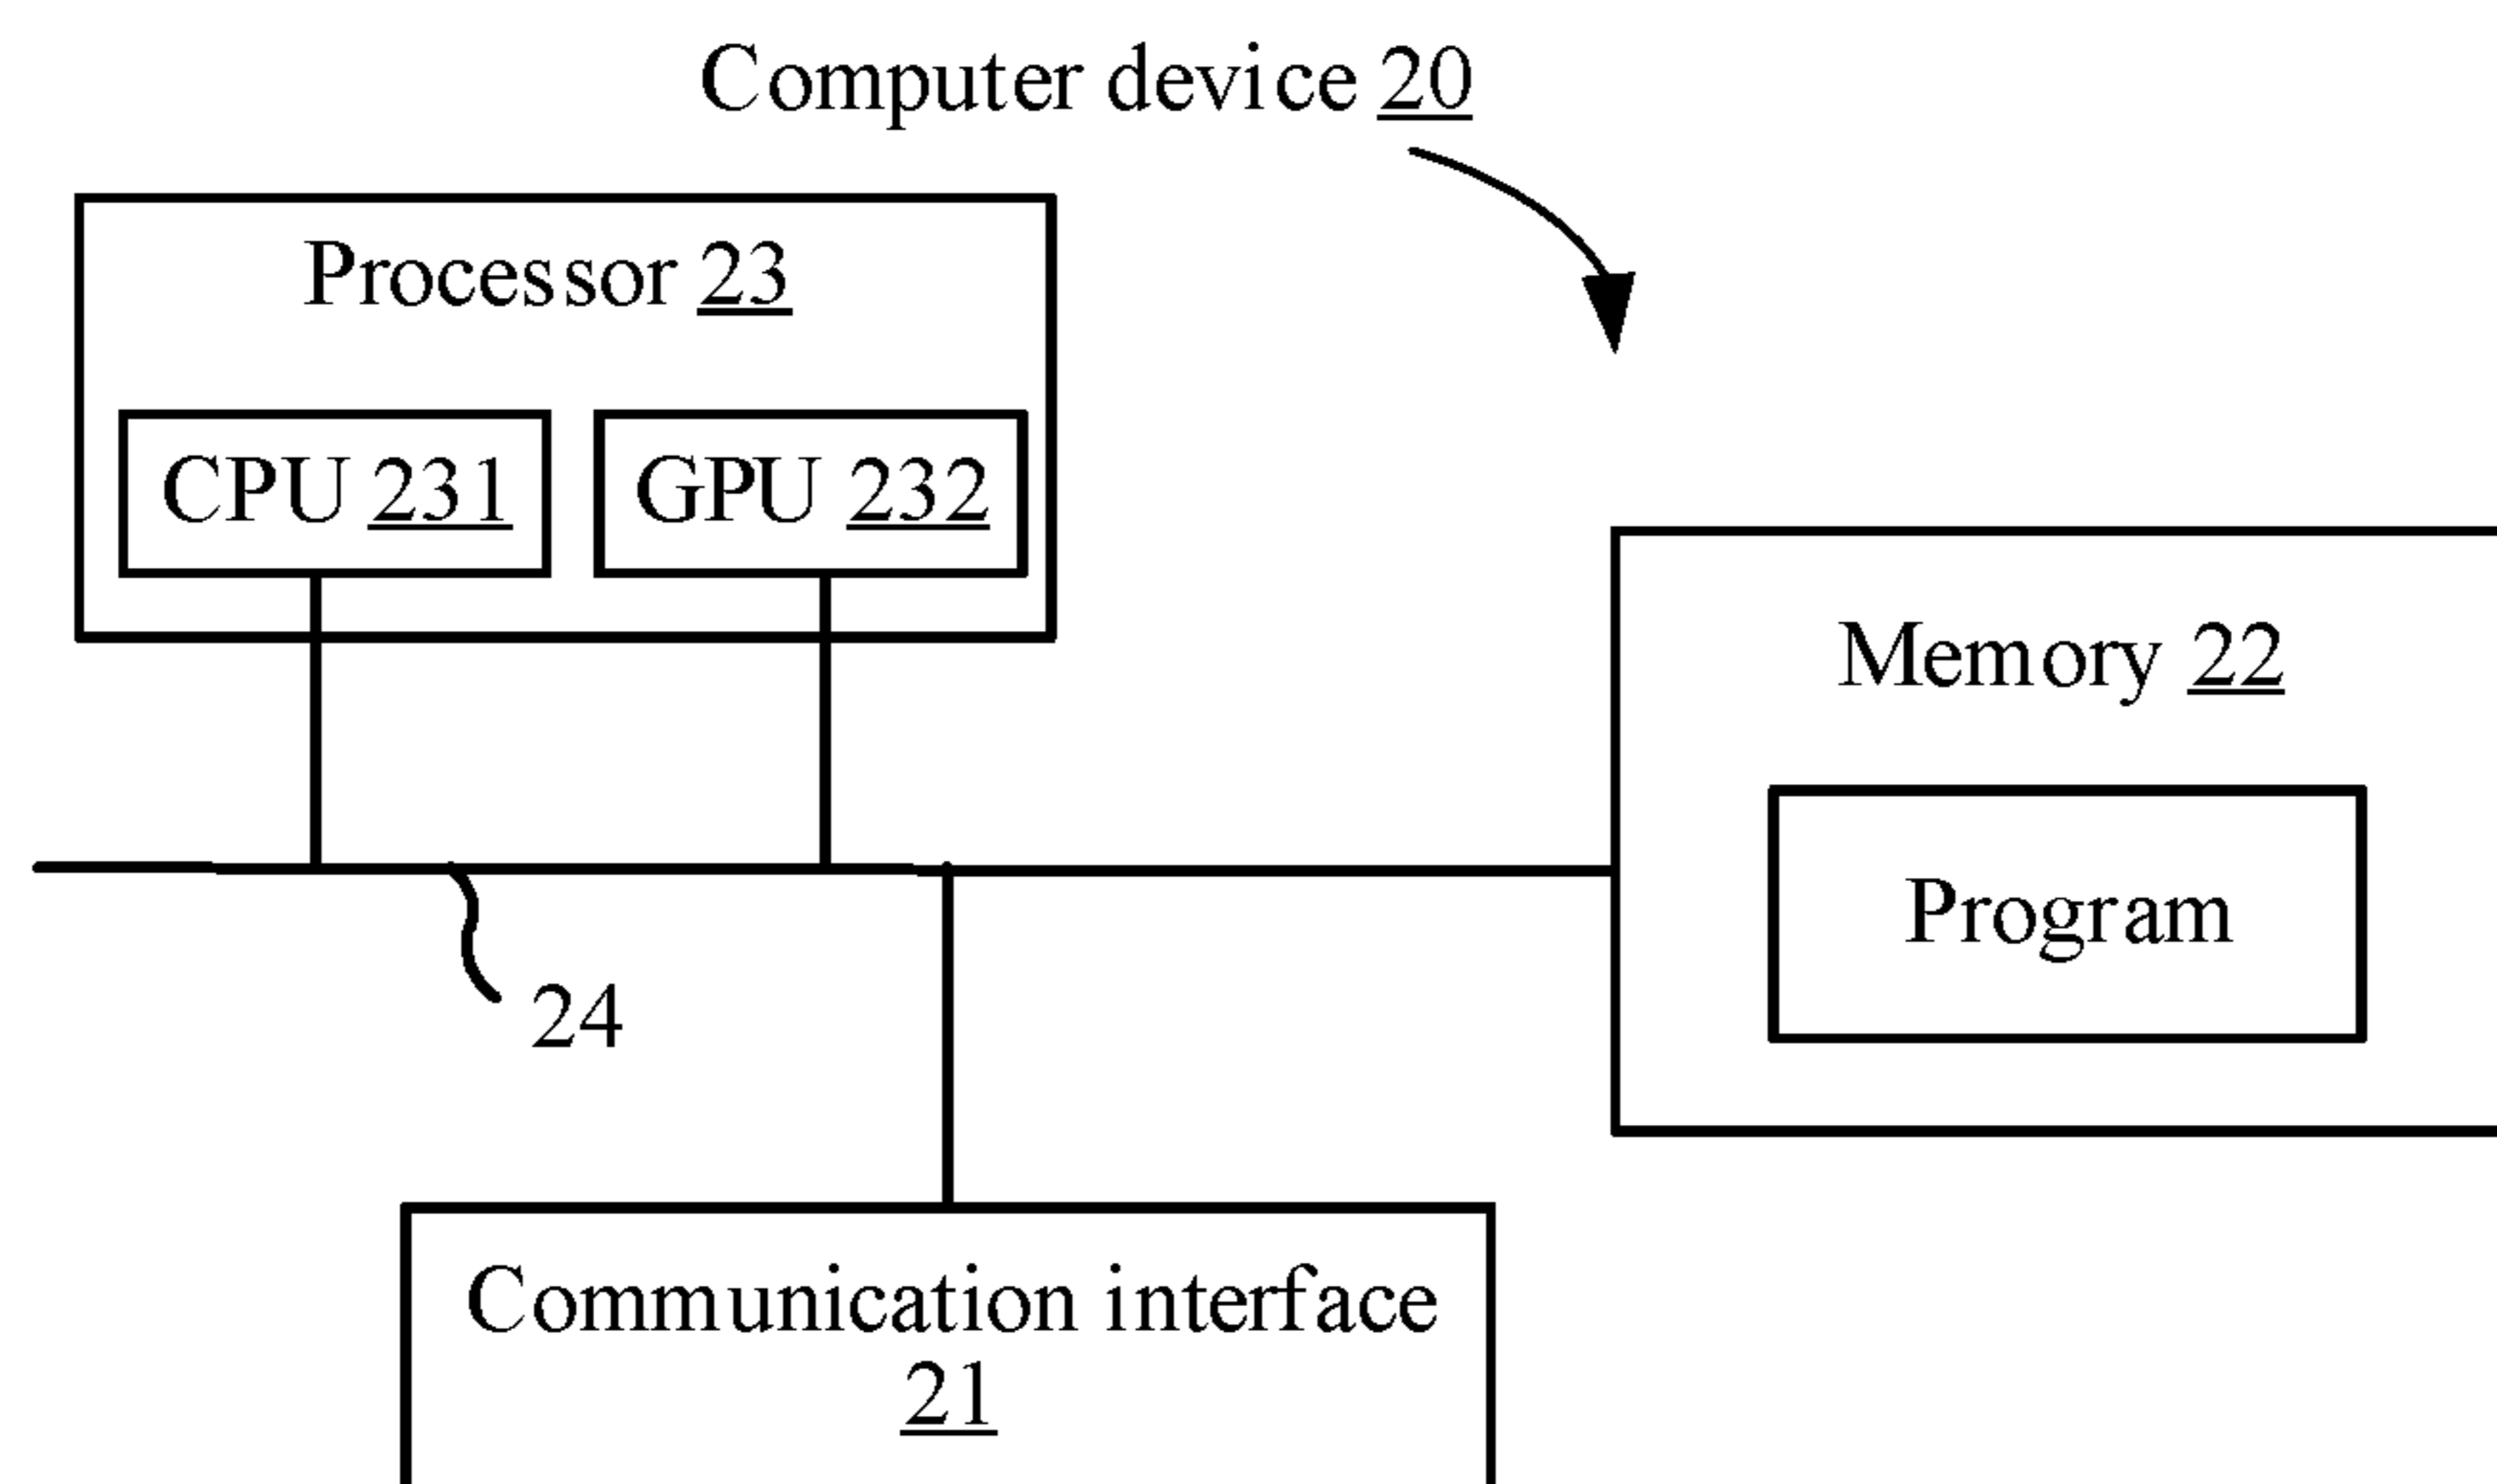 Computer device 20
Processor 23
CPU 231
GPU 232
Memory 22
Program
24
Communication interface
21